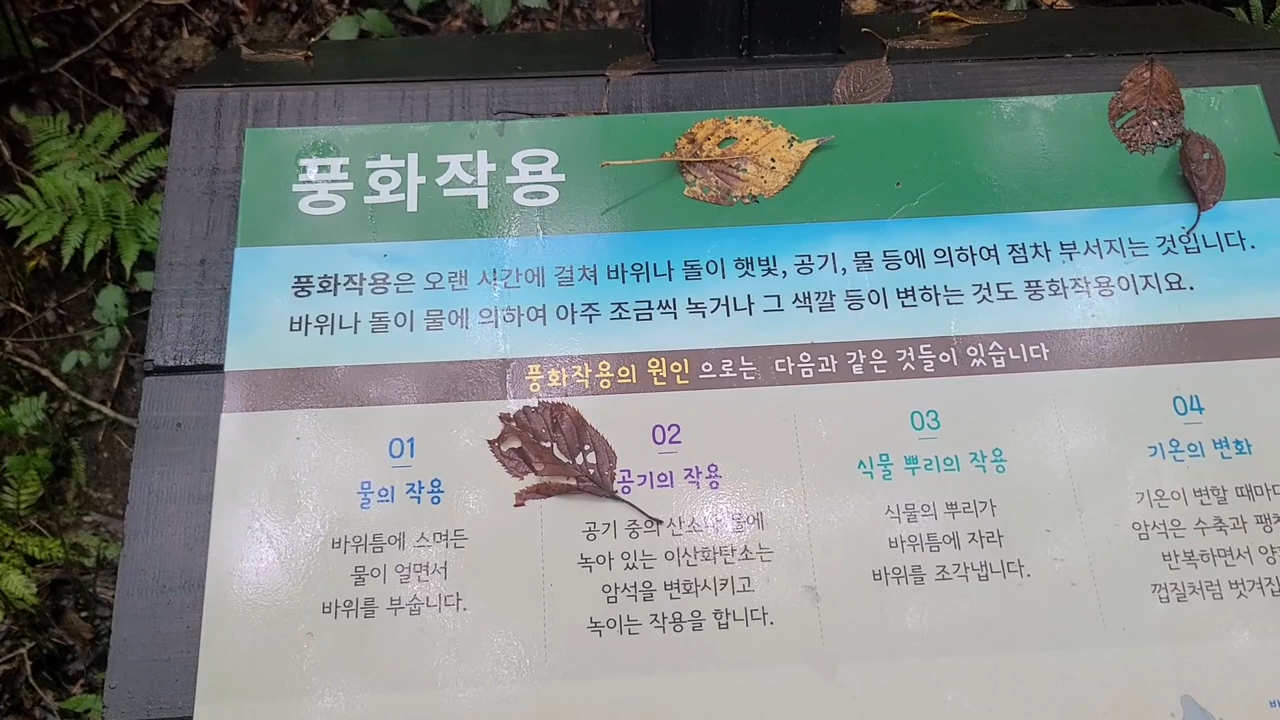 풍화작용
풍화작용은 오랜 시간에 걸쳐 바위나 돌이 햇빛, 공기, 물 등에 의하여 점차 부서지는 것입니다.
바위나 돌이 물에 의하여 아주 조금씩 녹거나 그 색깔 등이 변하는 것도 풍화작용이지요.
풍화작용의 원인 으로는 다음과 같은 것들이 있습니다
01
물의 작용
바위틈에 스며든
물이 얼면서
바위를 부숩니다.
02
공기의 작용
공기 중의 산소와 물에
녹아 있는 이산화탄소는
암석을 변화시키고
녹이는 작용을 합니다.
03
식물 뿌리의 작용
식물의 뿌리가
바위틈에 자라
바위를 조각냅니다.
04
기온의 변화
기온이 변할 때마다
암석은 수축과
반복하면서
껍질처럼